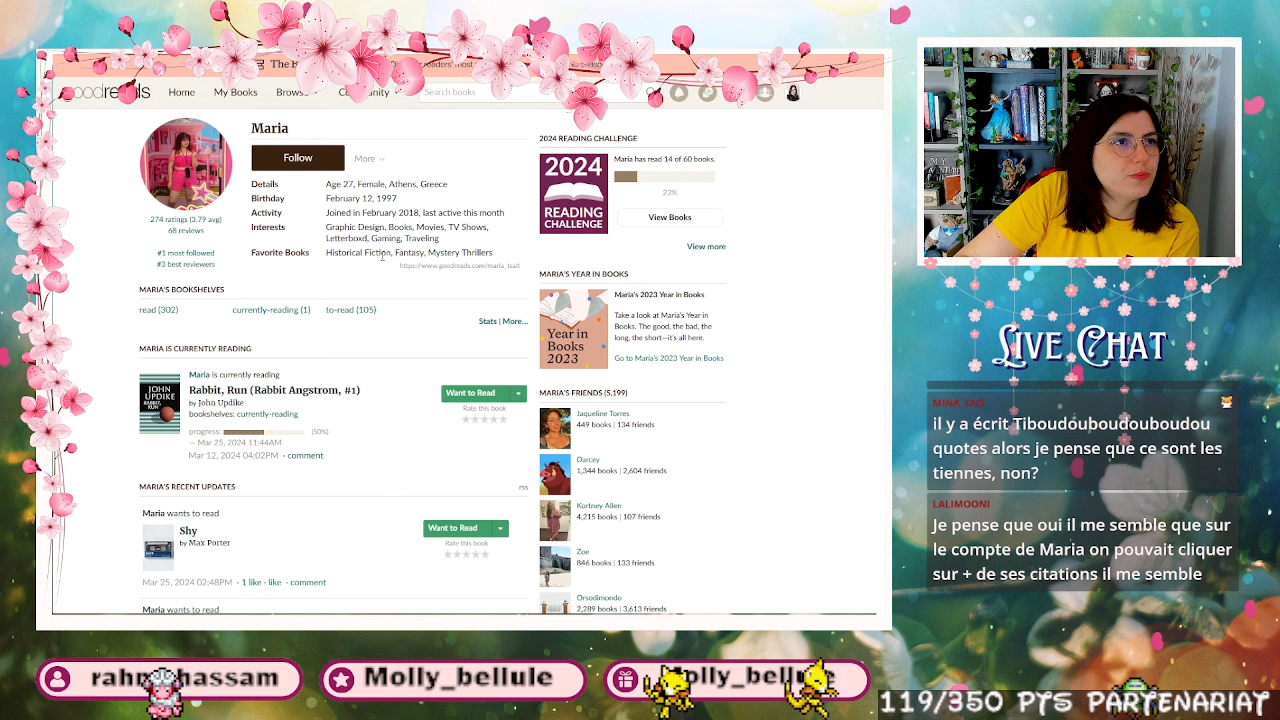 The B
readers' most
goodreads
Home
My Books
Brows
Co
unity
Search books
Maria
Follow
More
Details
Age 27, Female, Athens, Greece
Birthday
February 12, 1997
Activity
Joined in February 2018, last active this month
Interests
Graphic Design, Books, Movies, TV Shows,
Letterboxd, Gaming, Traveling
Favorite Books
Historical Fiction, Fantasy, Mystery Thrillers
274 ratings (3.79 avg)
68 reviews
#1 most followed
#3 best reviewers
MARIA'S BOOKSHELVES
read (302)
currently-reading (1)
to-read (105)
Stats | More...
MARIA IS CURRENTLY READING
Maria is currently reading
JOHN
UPDIKE
RABBIT,
RUN
Rabbit, Run (Rabbit Angstrom, #1)
by John Updike
bookshelves: currently-reading
progress:
(50%)
— Mar 25, 2024 11:44AM
Mar 12, 2024 04:02PM · comment
Want to Read
Rate this book
MARIA'S RECENT UPDATES
rss
Maria wants to read
SHY
Shy
by Max Porter
Want to Read
Rate this book
Mar 25, 2024 02:48PM · 1 like · like · comment
Maria wants to read
2024 READING CHALLENGE
2024
READING
CHALLENGE
Maria has read 14 of 60 books.
23%
View Books
View more
MARIA'S YEAR IN BOOKS
Year in
Books
2023
Maria's 2023 Year in Books
Take a look at Maria's Year in
Books. The good, the bad, the
long, the short—it's all here.
Go to Maria's 2023 Year in Books
MARIA'S FRIENDS (5,199)
Jaqueline Torres
449 books | 134 friends
Darcey
1,344 books | 2,604 friends
Kortney Allen
4,215 books | 107 friends
Zoe
846 books | 133 friends
Orsodimondo
2,289 books | 3,613 friends
MY
VENTURE
Live Chat
il y a écrit Tiboudouboudouboudou
quotes alors je pense que ce sont les
tiennes, non?
LALIMOONI
Je pense que oui il me semble que sur
le compte de Maria on pouvait cliquer
sur + de ses citations il me semble
Molly_bellule
119/350 PTS PARTENARIAT